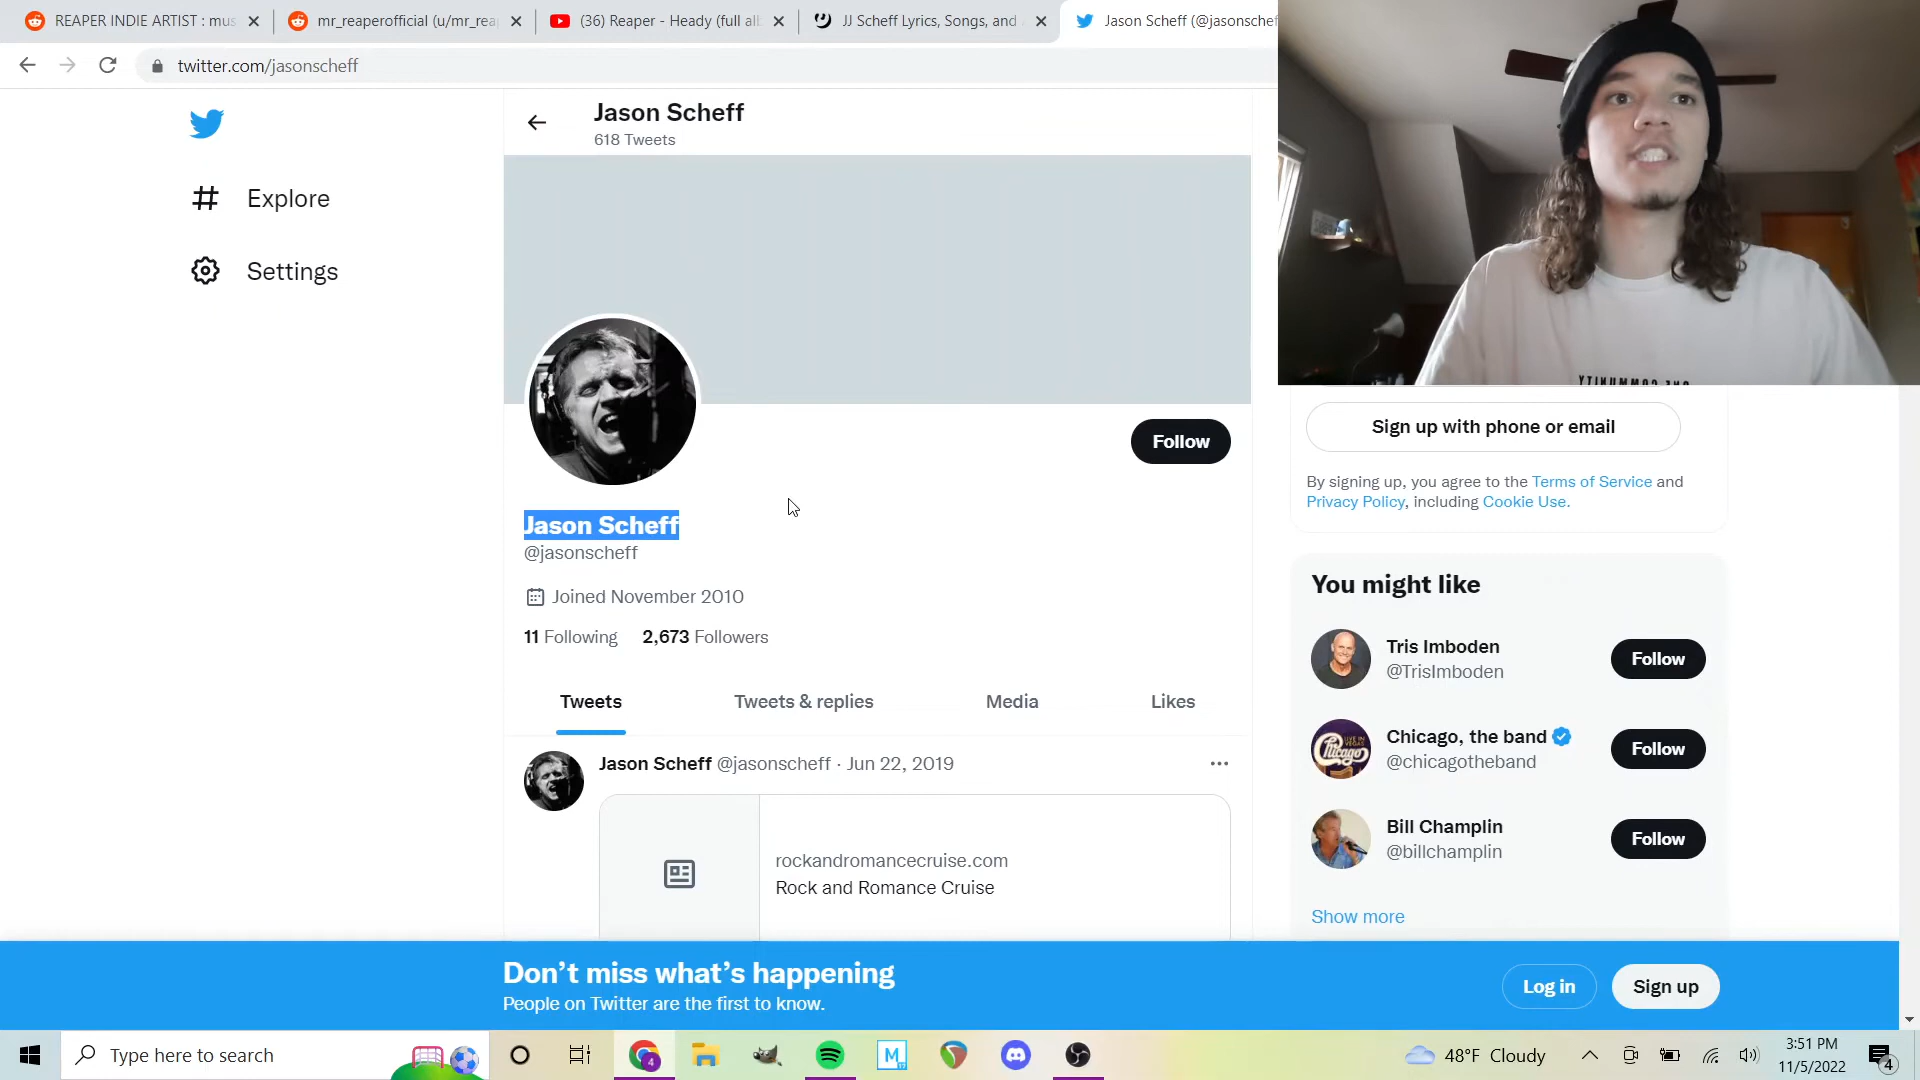 REAPER INDIE ARTIST : mus
mr_reaperofficial (u/mr_rea
(36) Reaper - Heady (full alb
JJ Scheff Lyrics, Songs, and
Jason Scheff (@jasonschef
twitter.com/jasonscheff
Jason Scheff
618 Tweets
Explore
Settings
Follow
Jason Scheff
@jasonscheff
Joined November 2010
11 Following 2,673 Followers
Tweets Tweets & replies Media Likes
Jason Scheff @jasonscheff · Jun 22, 2019
rockandromancecruise.com
Rock and Romance Cruise
Sign up with phone or email
By signing up, you agree to the Terms of Service and
Privacy Policy, including Cookie Use.
You might like
Tris Imboden
@TrisImboden
Follow
Chicago, the band
@chicagotheband
Follow
Bill Champlin
@billchamplin
Follow
Show more
Don't miss what's happening
People on Twitter are the first to know.
Log in
Sign up
Type here to search
48°F Cloudy
3:51 PM
11/5/2022
4